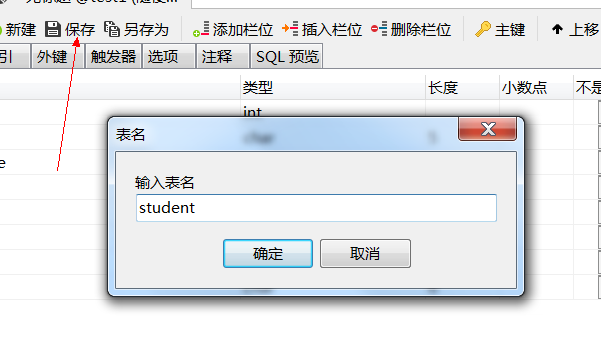 新建 保存 另存为 添加栏位 插入栏位 删除栏位 主键 上移
引 外键 触发器 选项 注释 SQL 预览
类型 长度 小数点 不是
int
表名
e
输入表名
student
确定 取消